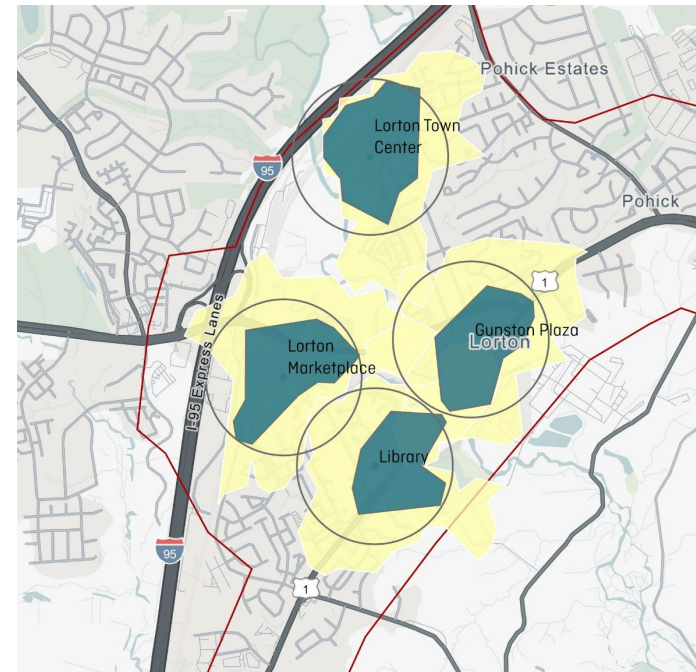 Pohick Estates
Lorton Town
Center
95
Pohick
1
I-95 Express Lanes
Gunston Plaza
Lorton
Lorton
Marketplace
Library
95
1